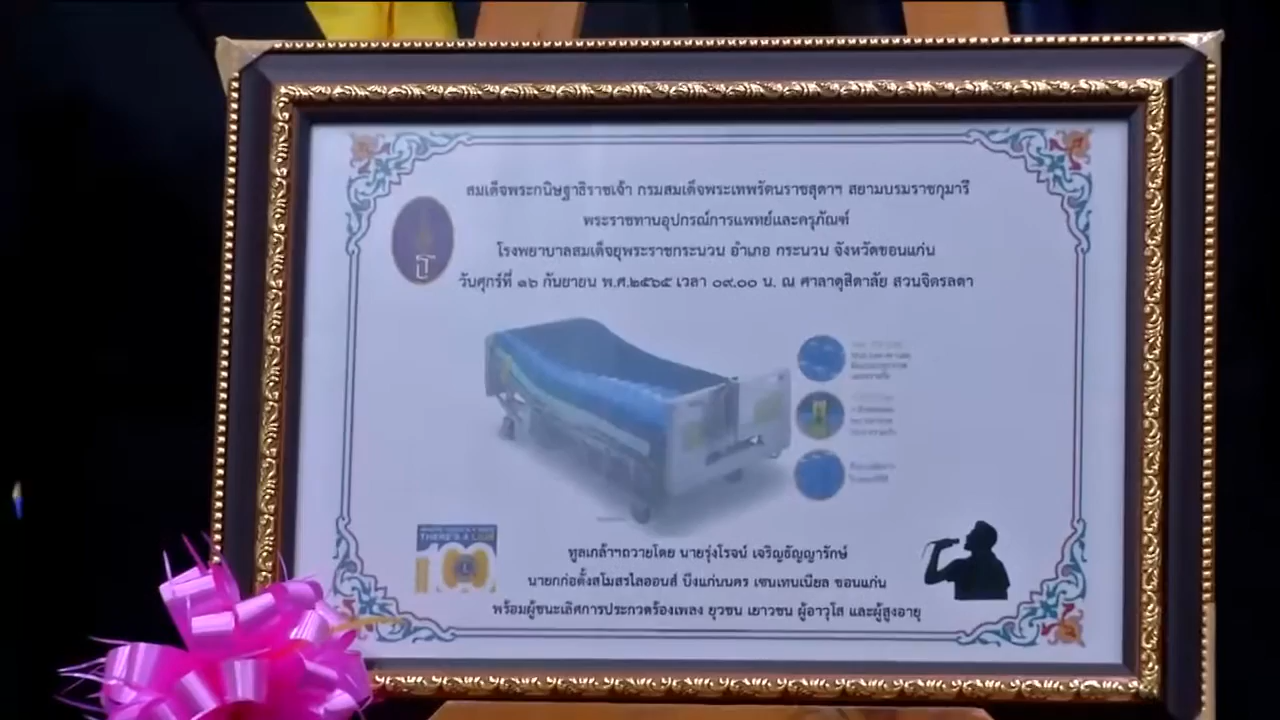 สมเด็จพระกนิษฐาธิราชเจ้า กรมสมเด็จพระเทพรัตนราชสุดาฯ สยามบรมราชกุมารี
พระราชทานอุปกรณ์การแพทย์และครุภัณฑ์
โรงพยาบาลสมเด็จยุพระราชกระนวน อำเภอ กระนวน จังหวัดขอนแก่น
วันศุกร์ที่ ๑๖ กันยายน พ.ศ.๒๕๖๕ เวลา ๐๙.๐๐ น. ณ ศาลาดุสิดาลัย สวนจิตรลดา
THERE'S A LION
ทูลเกล้าฯถวายโดย นายรุ่งโรจน์ เจริญธัญญารักษ์
นายกก่อตั้งสโมสรไลออนส์ บึงแก่นนคร เซนเทนเนียล ขอนแก่น
พร้อมผู้ชนะเลิศการประกวดร้องเพลง ยุวชน เยาวชน ผู้อาวุโส และผู้สูงอายุ